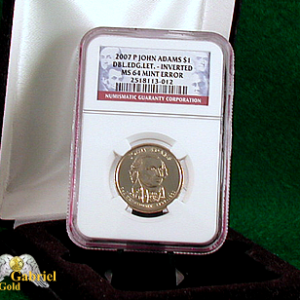 2007 P JOHN ADAMS $1
DBL.EDG.LET. - INVERTED
MS 64 MINT ERROR
2518113-012
NUMISMATIC GUARANTY CORPORATION
Gabriel
Gold